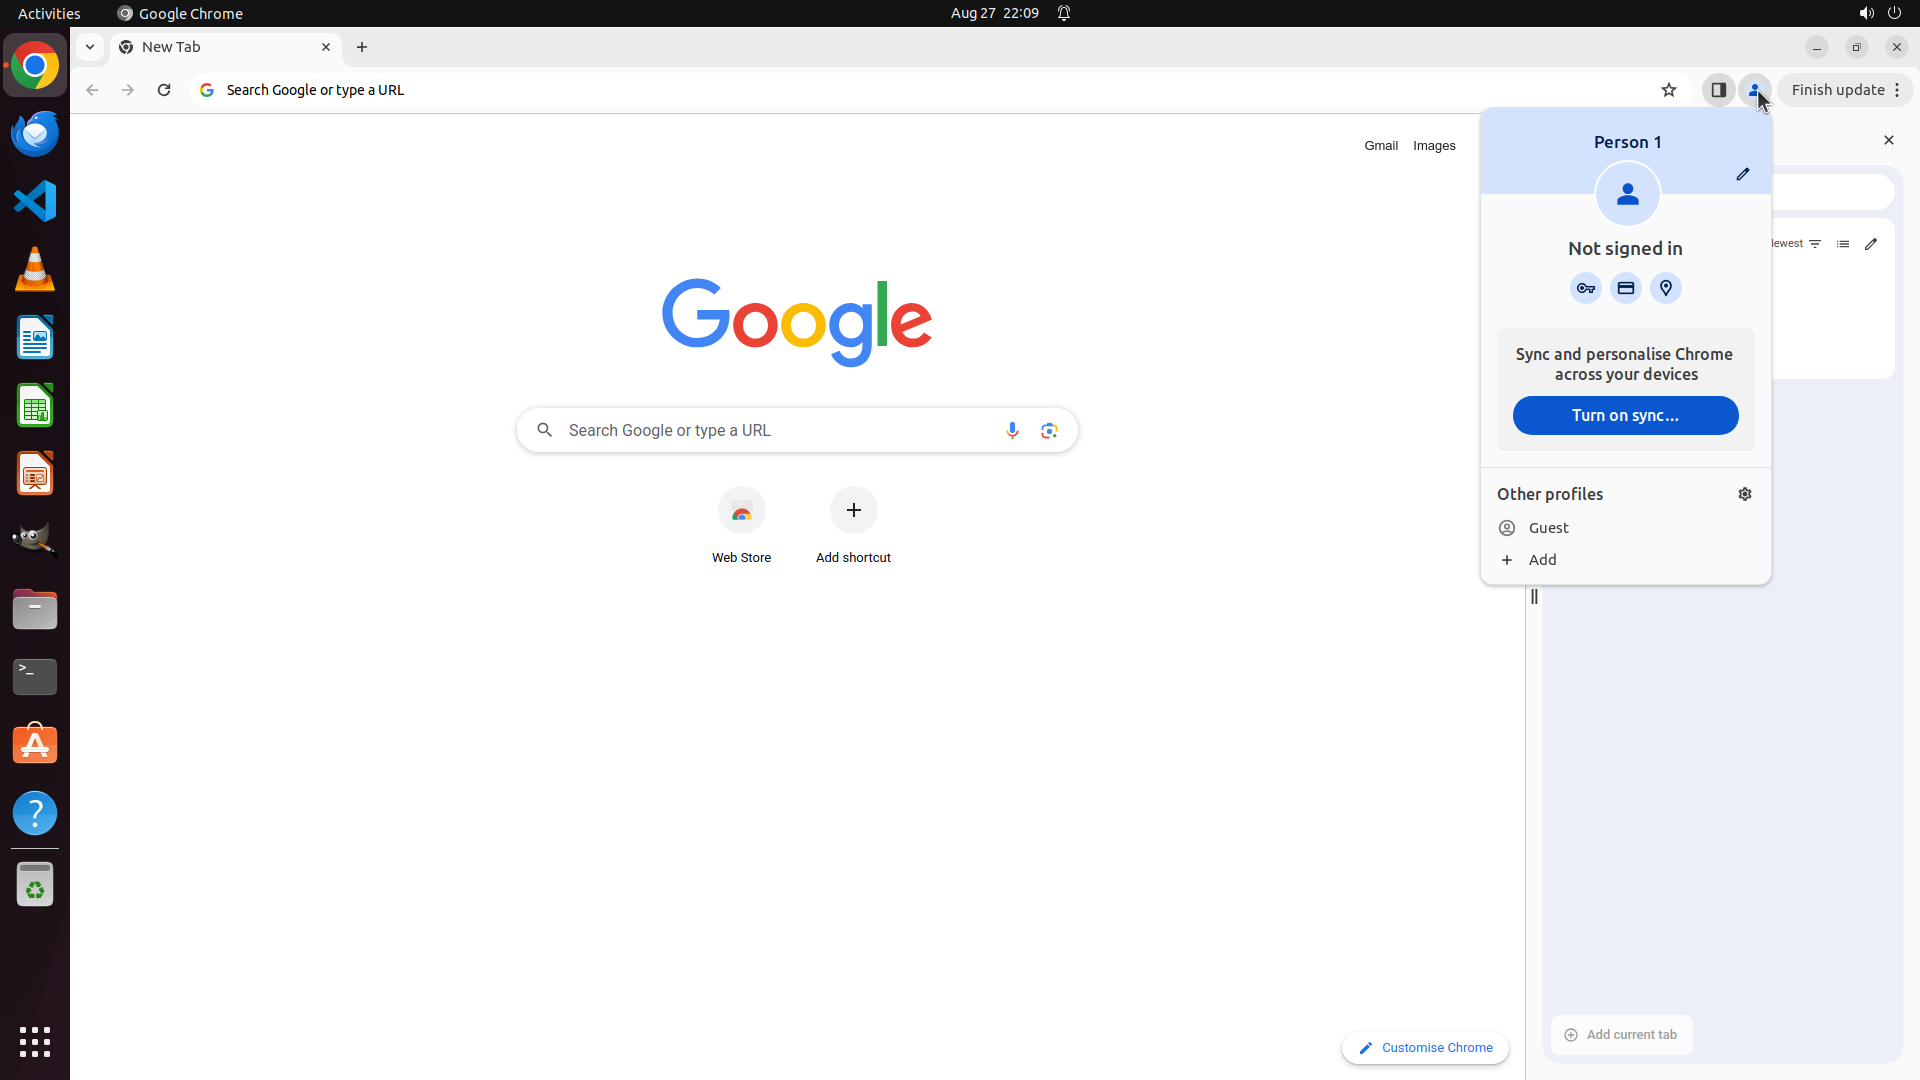 Activities
Google Chrome
Aug 27 22:09
New Tab
Search Google or type a URL
Finish update
Gmail
Images
Person 1
Not signed in
Sync and personalise Chrome
across your devices
Turn on sync...
Other profiles
Guest
Add
Google
Search Google or type a URL
Web Store
Add shortcut
Customise Chrome
Add current tab